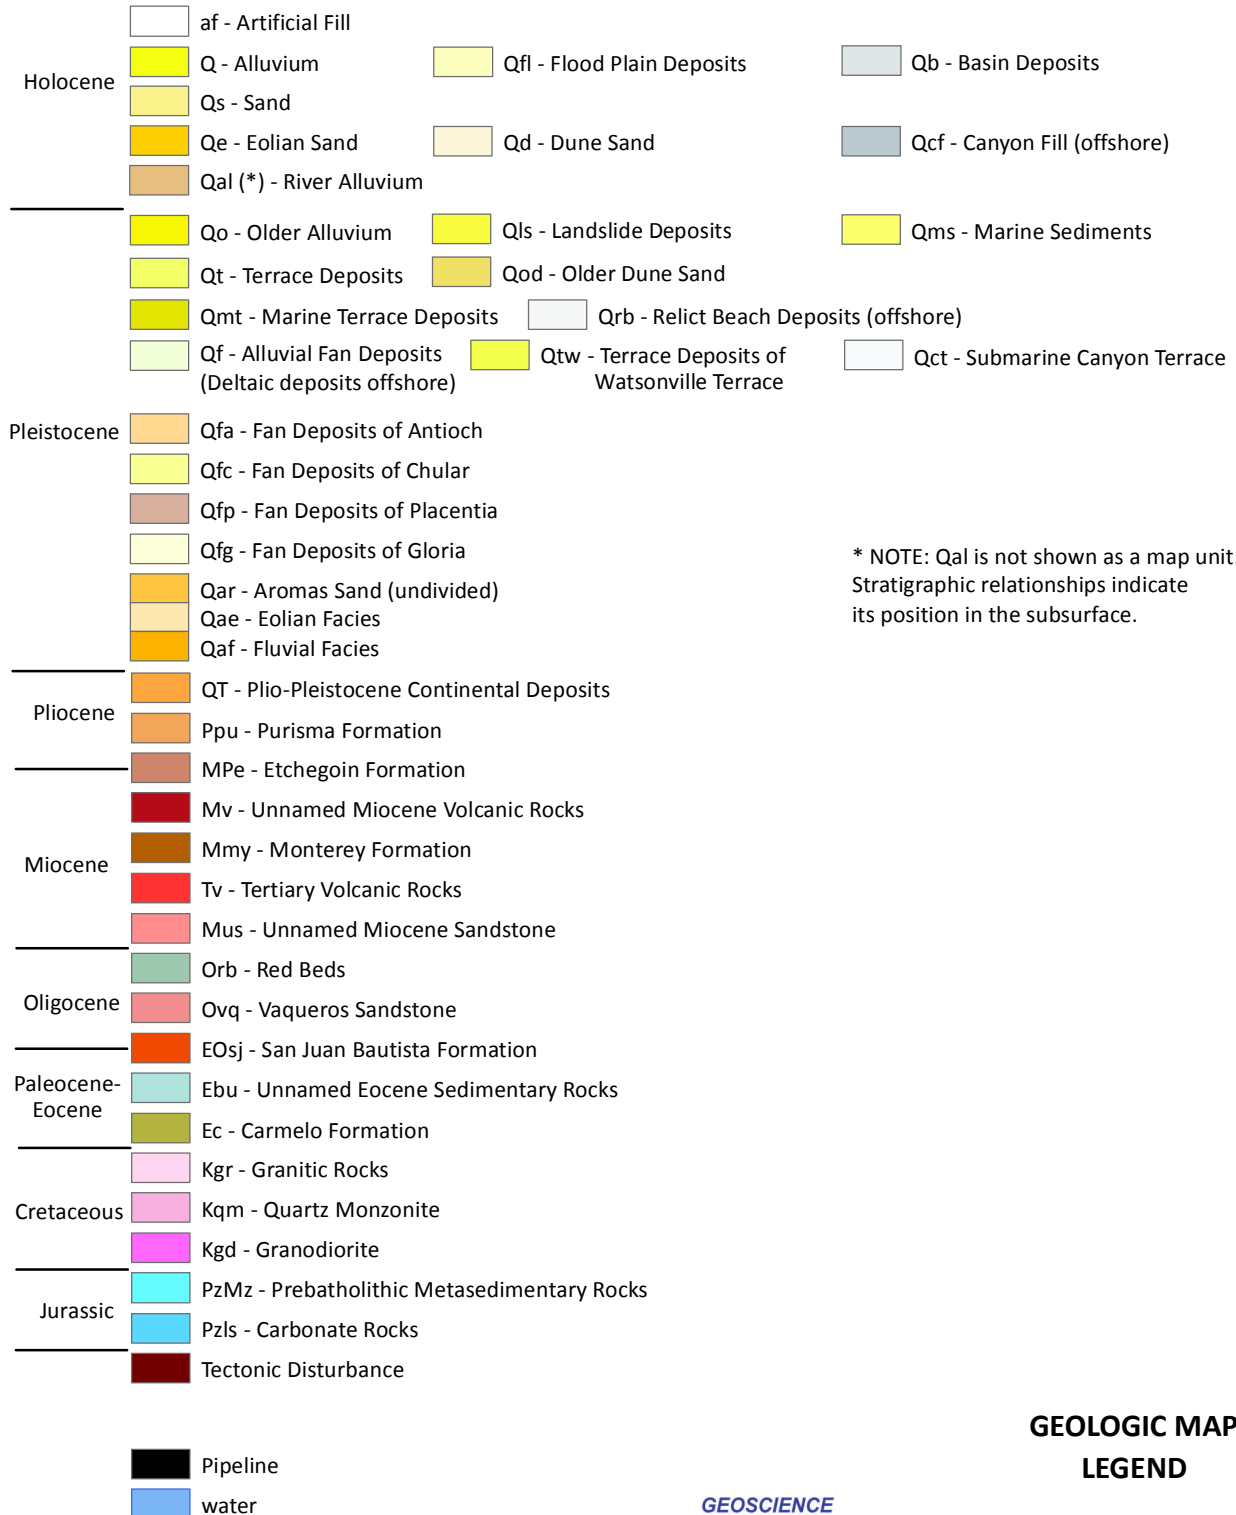 af - Artificial Fill
Holocene
Q - Alluvium
Qfl - Flood Plain Deposits
Qb - Basin Deposits
Qs - Sand
Qe - Eolian Sand
Qd - Dune Sand
Qcf - Canyon Fill (offshore)
Qal (*) - River Alluvium
Pleistocene
Qo - Older Alluvium
Qls - Landslide Deposits
Qms - Marine Sediments
Qt - Terrace Deposits
Qod - Older Dune Sand
Qmt - Marine Terrace Deposits
Qrb - Relict Beach Deposits (offshore)
Qf - Alluvial Fan Deposits
(Deltaic deposits offshore)
Qtw - Terrace Deposits of
Watsonville Terrace
Qct - Submarine Canyon Terrace
Qfa - Fan Deposits of Antioch
Qfc - Fan Deposits of Chular
Qfp - Fan Deposits of Placentia
Qfg - Fan Deposits of Gloria
Qar - Aromas Sand (undivided)
Qae - Eolian Facies
Qaf - Fluvial Facies
* NOTE: Qal is not shown as a map unit.
Stratigraphic relationships indicate
its position in the subsurface.
Pliocene
QT - Plio-Pleistocene Continental Deposits
Ppu - Purisma Formation
MPe - Etchegoin Formation
Miocene
Mv - Unnamed Miocene Volcanic Rocks
Mmy - Monterey Formation
Tv - Tertiary Volcanic Rocks
Mus - Unnamed Miocene Sandstone
Oligocene
Orb - Red Beds
Ovq - Vaqueros Sandstone
EOsj - San Juan Bautista Formation
Paleocene-
Eocene
Ebu - Unnamed Eocene Sedimentary Rocks
Ec - Carmelo Formation
Cretaceous
Kgr - Granitic Rocks
Kqm - Quartz Monzonite
Kgd - Granodiorite
Jurassic
PzMz - Prebatholithic Metasedimentary Rocks
Pzls - Carbonate Rocks
Tectonic Disturbance
Pipeline
water
GEOLOGIC MAP
LEGEND
GEOSCIENCE